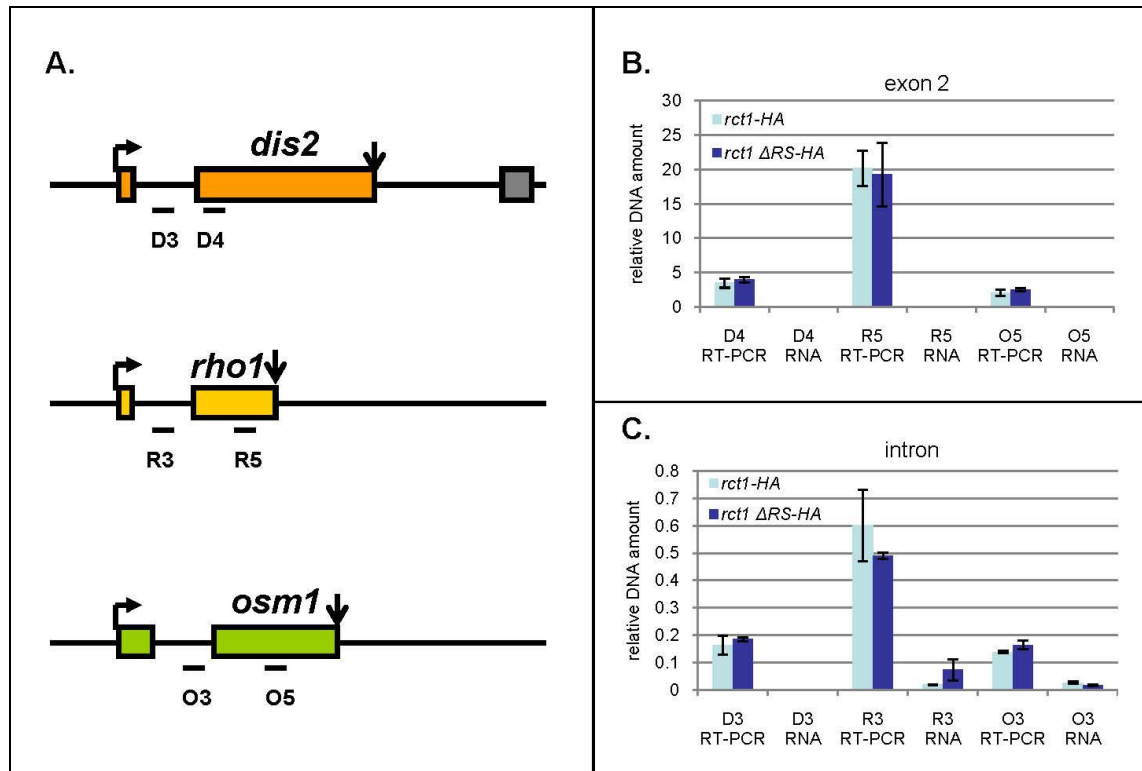 A.
dis2
D3 D4
rho1
R3 R5
osm1
O3 O5
B.
exon 2
relative DNA amount
30
25
20
15
10
5
0
rct1-HA
rct1 ΔRS-HA
D4 D4 R5 R5 O5 O5
RT-PCR RNA RT-PCR RNA RT-PCR RNA
C.
intron
relative DNA amount
0.8
0.7
0.6
0.5
0.4
0.3
0.2
0.1
0
rct1-HA
rct1 ΔRS-HA
D3 D3 R3 R3 O3 O3
RT-PCR RNA RT-PCR RNA RT-PCR RNA